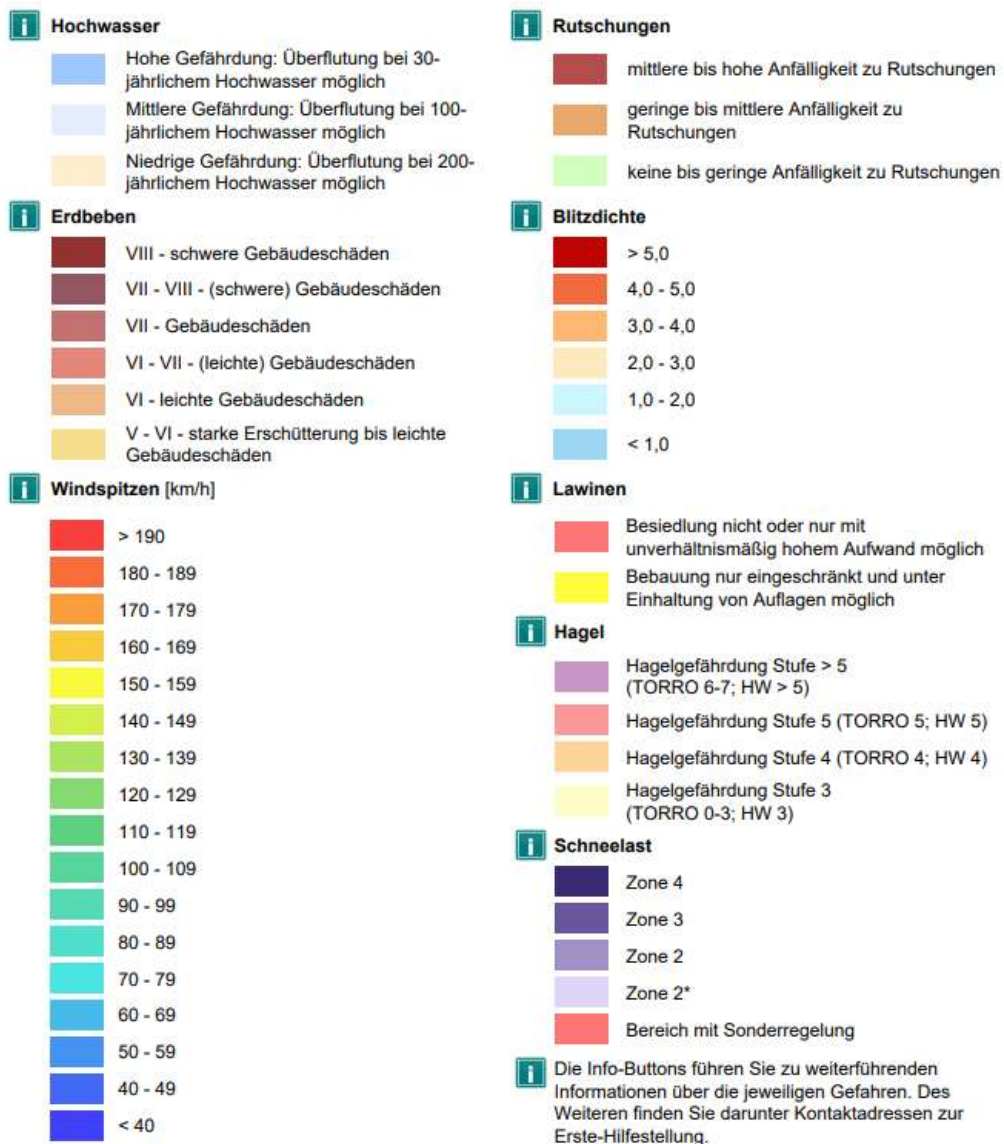 Hochwasser
Hohe Gefährdung: Überflutung bei 30-
jährlichem Hochwasser möglich
Mittlere Gefährdung: Überflutung bei 100-
jährlichem Hochwasser möglich
Niedrige Gefährdung: Überflutung bei 200-
jährlichem Hochwasser möglich
Erdbeben
VIII - schwere Gebäudeschäden
VII - VIII - (schwere) Gebäudeschäden
VII - Gebäudeschäden
VI - VII - (leichte) Gebäudeschäden
VI - leichte Gebäudeschäden
V - VI - starke Erschütterung bis leichte
Gebäudeschäden
Windspitzen [km/h]
> 190
180 - 189
170 - 179
160 - 169
150 - 159
140 - 149
130 - 139
120 - 129
110 - 119
100 - 109
90 - 99
80 - 89
70 - 79
60 - 69
50 - 59
40 - 49
< 40
Rutschungen
mittlere bis hohe Anfälligkeit zu Rutschungen
geringe bis mittlere Anfälligkeit zu
Rutschungen
keine bis geringe Anfälligkeit zu Rutschungen
Blitzdichte
> 5,0
4,0 - 5,0
3,0 - 4,0
2,0 - 3,0
1,0 - 2,0
< 1,0
Lawinen
Besiedlung nicht oder nur mit
unverhältnismäßig hohem Aufwand möglich
Bebauung nur eingeschränkt und unter
Einhaltung von Auflagen möglich
Hagel
Hagelgefährdung Stufe > 5
(TORRO 6-7; HW > 5)
Hagelgefährdung Stufe 5 (TORRO 5; HW 5)
Hagelgefährdung Stufe 4 (TORRO 4; HW 4)
Hagelgefährdung Stufe 3
(TORRO 0-3; HW 3)
Schneelast
Zone 4
Zone 3
Zone 2
Zone 2*
Bereich mit Sonderregelung
Die Info-Buttons führen Sie zu weiterführenden
Informationen über die jeweiligen Gefahren. Des
Weiteren finden Sie darunter Kontaktadressen zur
Erste-Hilfestellung.